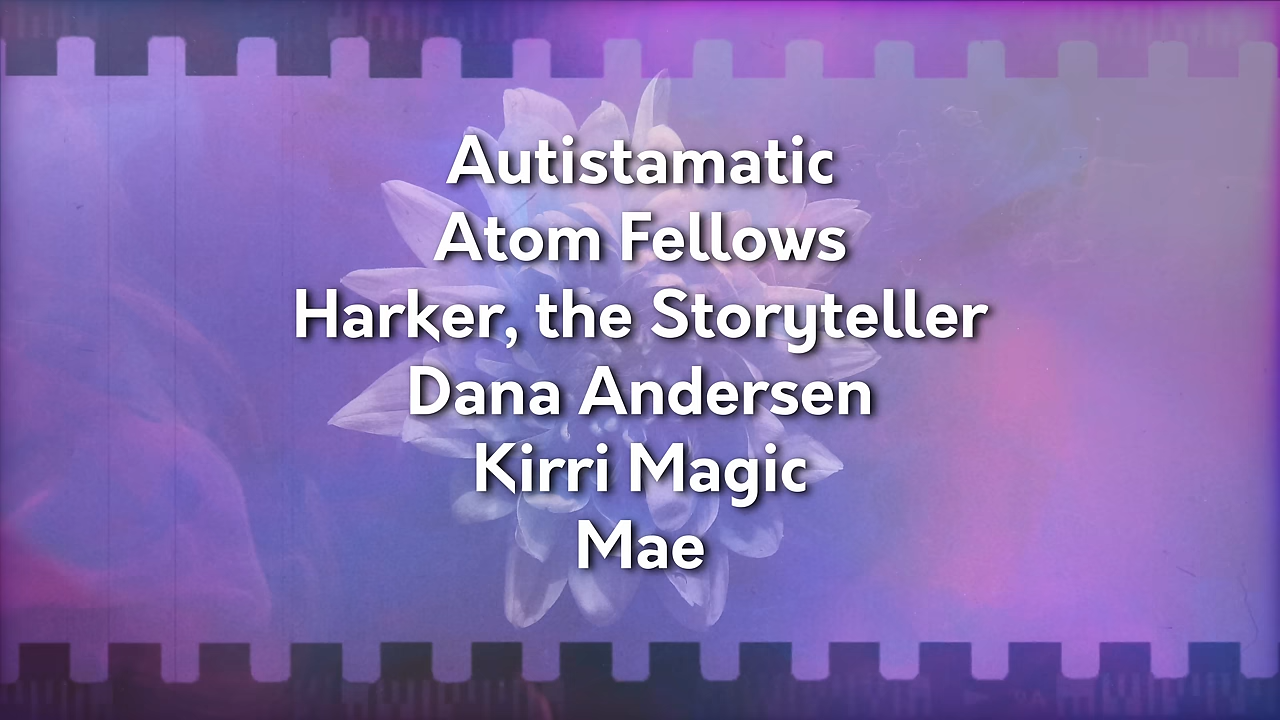 Autistamatic
Atom Fellows
Harker, the Storyteller
Dana Andersen
Kirri Magic
Mae